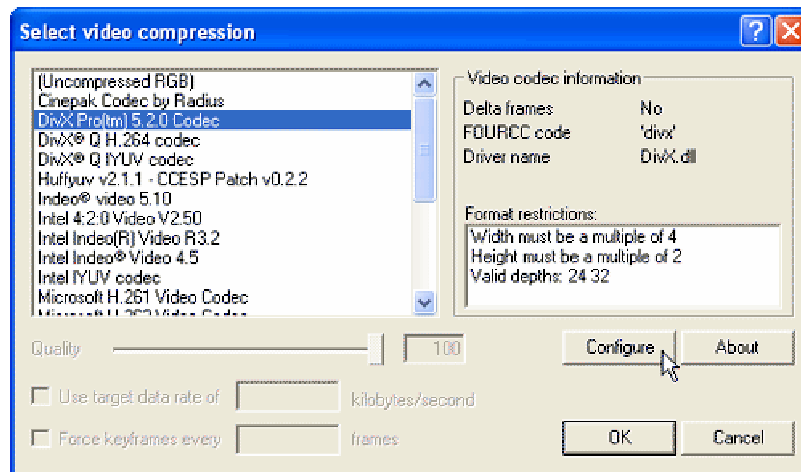 Select video compression
(Uncompressed RGB)
Cinepak Codec by Radius
DivX Pro(tm) 5.2.0 Codec
DivX® Q H.264 codec
DivX® Q IYUV codec
Huffyuv v2.1.1 - CCESP Patch v0.2.2
Indeo® video 5.10
Intel 4:2:0 Video V2.50
Intel Indeo(R) Video R3.2
Intel Indeo® Video 4.5
Intel IYUV codec
Microsoft H.261 Video Codec
Microsoft H.263 Video Codec
Video codec information
Delta frames No
FOURCC code 'divx'
Driver name DivX.dll
Format restrictions:
Width must be a multiple of 4
Height must be a multiple of 2
Valid depths: 24 32
Quality 100
Configure About
Use target data rate of kilobytes/second
Force keyframes every frames
OK Cancel